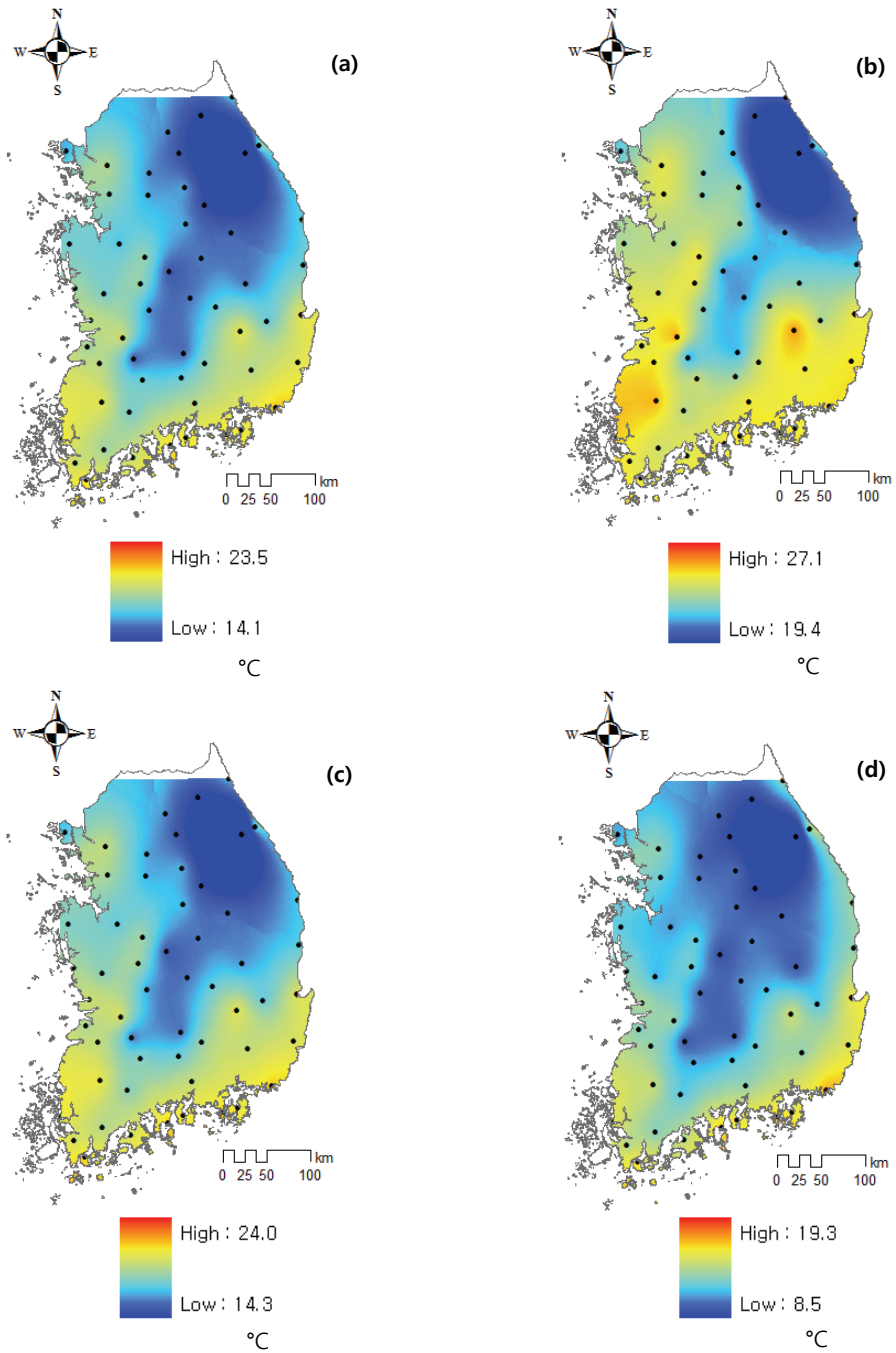 N
W E
S
(a)
km
0 25 50 100
High : 23.5
Low : 14.1
°C
N
W E
S
(b)
km
0 25 50 100
High : 27.1
Low : 19.4
°C
N
W E
S
(c)
km
0 25 50 100
High : 24.0
Low : 14.3
°C
N
W E
S
(d)
km
0 25 50 100
High : 19.3
Low : 8.5
°C